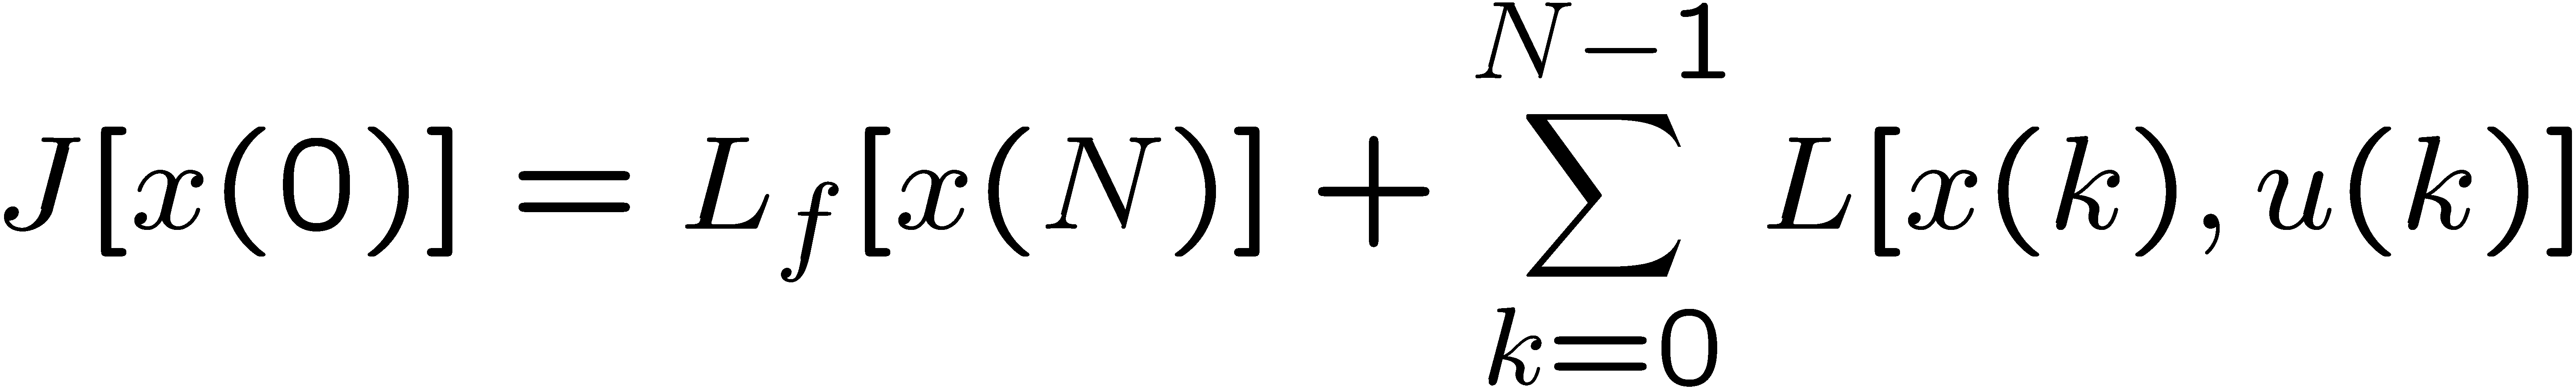 J[x(0)] = L_f[x(N)] + \sum_{k=0}^{N-1} L[x(k), u(k)]